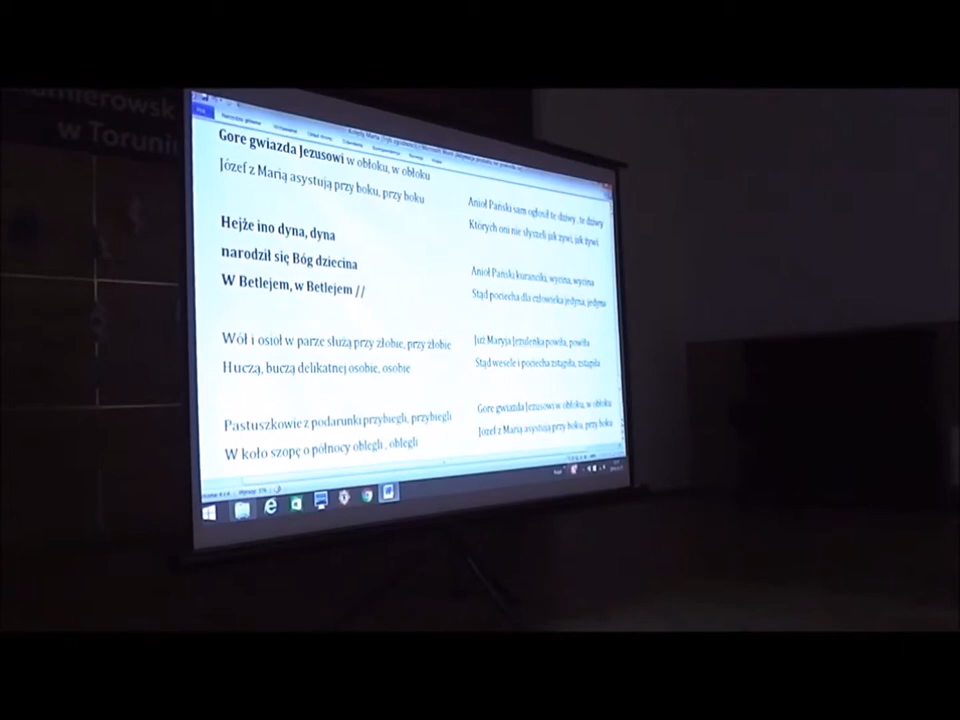 w Toruniu
Gore gwiazda Jezusowi w obłoku, w obłoku
Józef z Marią asystują przy boku, przy boku
Hejże ino dyna, dyna
narodził się Bóg dziecina
W Betlejem, w Betlejem //
Wół i osioł w parze służą przy żłobie, przy żłobie
Huczą, buczą delikatnej osobie, osobie
Pastuszkowie z podarunki przybiegli, przybiegli
W koło szopę o północy oblegli , oblegli
Anioł Pański sam ogłosił te dziwy , te dziwy
Których oni nie słyszeli jak żywi, jak żywi
Anioł Pański kuranciki, wycina, wycina
Stąd pociecha dla człowieka jedyna, jedyna
Już Maryja Jezulenka powiła, powiła
Stąd wesele i pociecha zstąpiła, zstąpiła
Gore gwiazda Jezusowi w obłoku, w obłoku
Józef z Marią asystują przy boku, przy boku